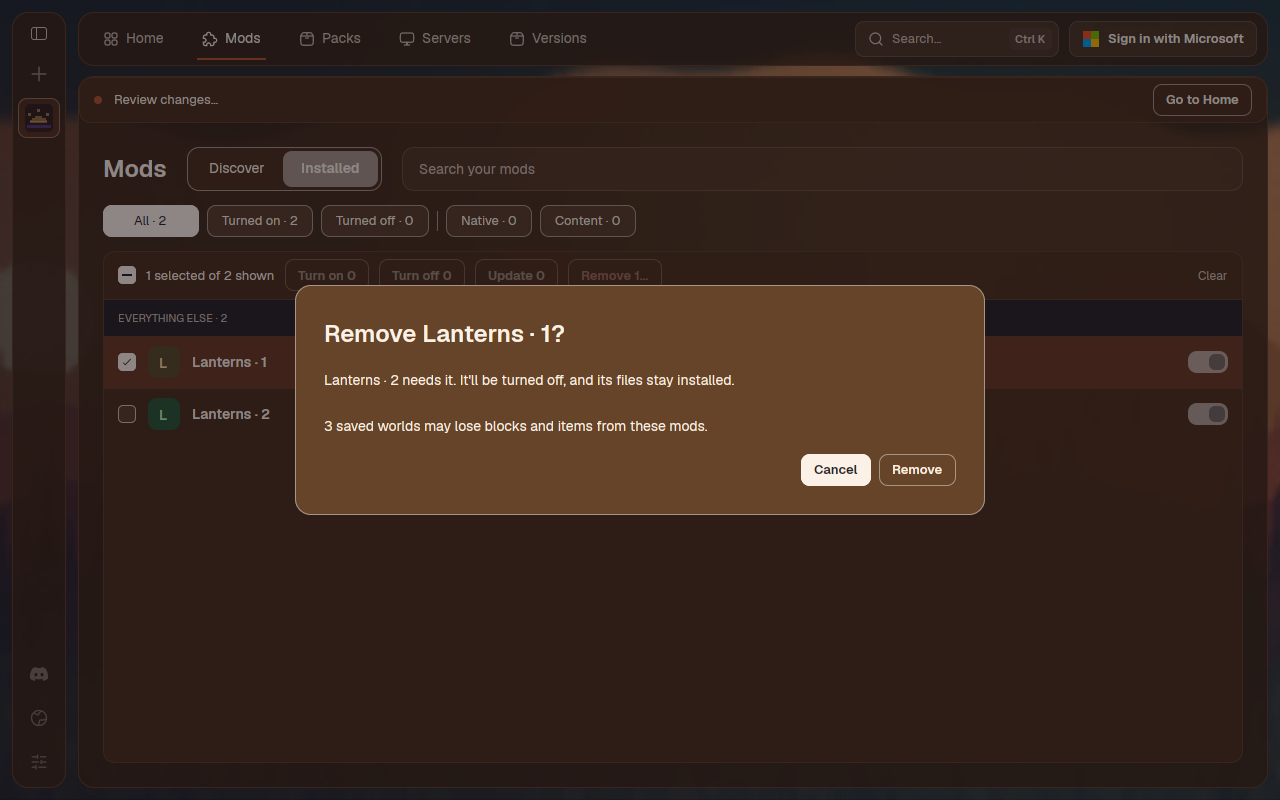 Home
Mods
Packs
Servers
Versions
Search...
Ctrl K
Sign in with Microsoft
Review changes...
Go to Home
Mods
Discover
Installed
Search your mods
All · 2
Turned on · 2
Turned off · 0
Native · 0
Content · 0
1 selected of 2 shown
Turn on 0
Turn off 0
Update 0
Remove 1...
Clear
EVERYTHING ELSE · 2
L
Lanterns · 1
L
Lanterns · 2
Remove Lanterns · 1?
Lanterns · 2 needs it. It'll be turned off, and its files stay installed.
3 saved worlds may lose blocks and items from these mods.
Cancel
Remove